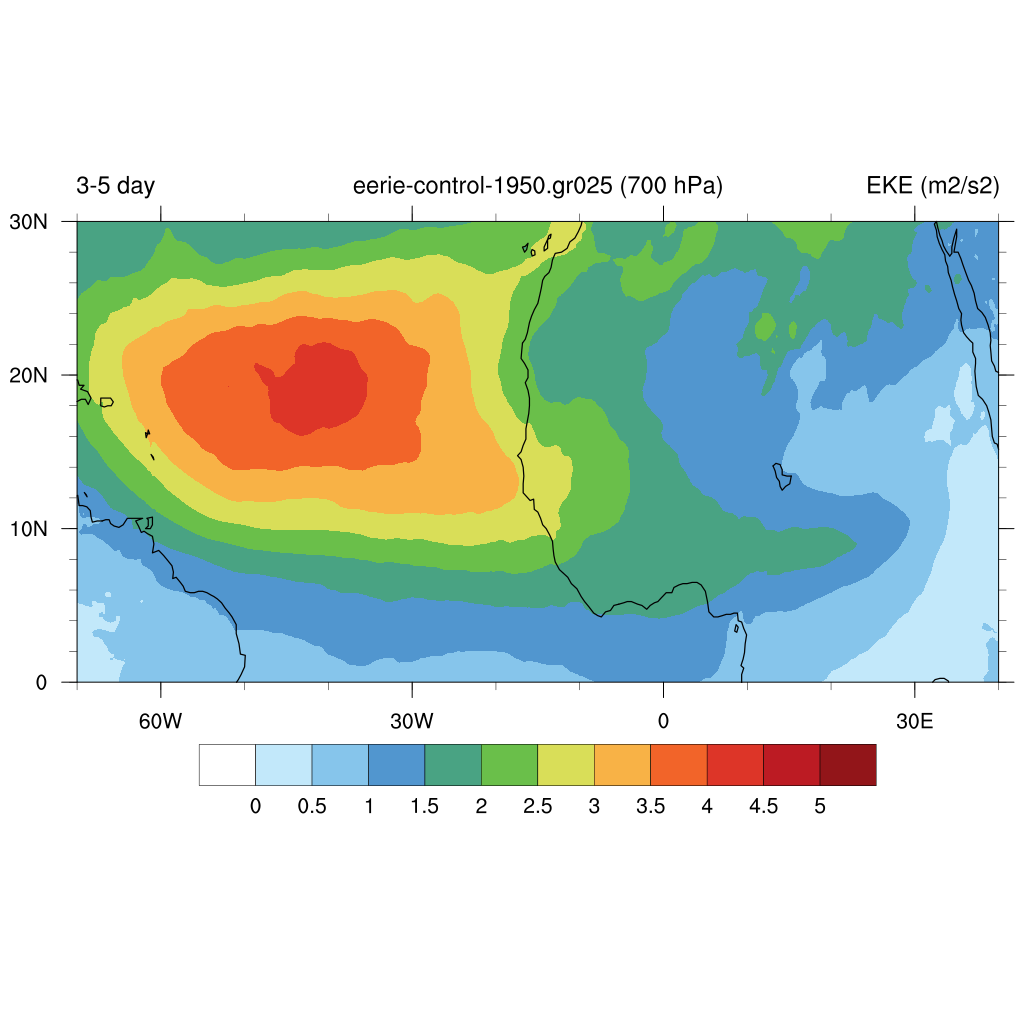 3-5 day eerie-control-1950.gr025 (700 hPa) EKE (m2/s2)
30N
20N
10N
0
60W 30W 0 30E
0 0.5 1 1.5 2 2.5 3 3.5 4 4.5 5